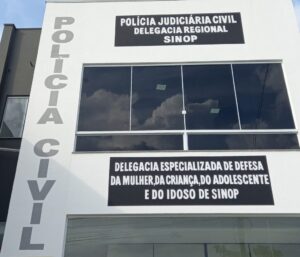 POLÍCIA JUDICIÁRIA CIVIL
DELEGACIA REGIONAL
SINOP
POLICIA CIVIL
DELEGACIA ESPECIALIZADA DE DEFESA
DA MULHER,DA CRIANÇA,DO ADOLESCENTE
E DO IDOSO DE SINOP